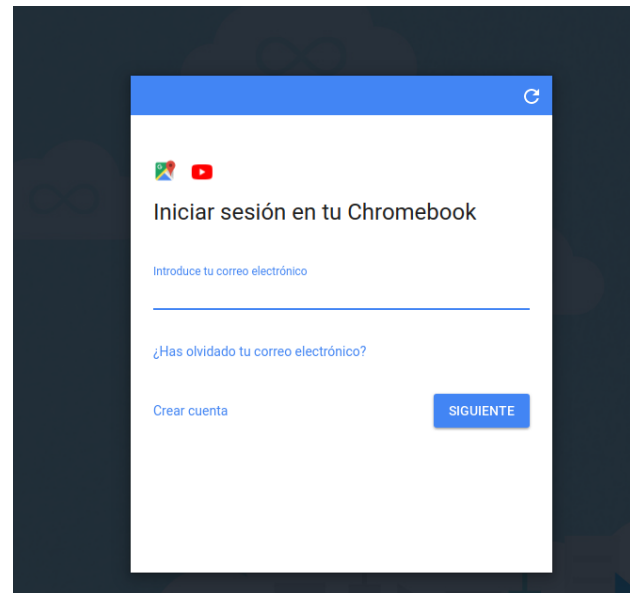 Iniciar sesión en tu Chromebook
Introduce tu correo electrónico
¿Has olvidado tu correo electrónico?
Crear cuenta
SIGUIENTE